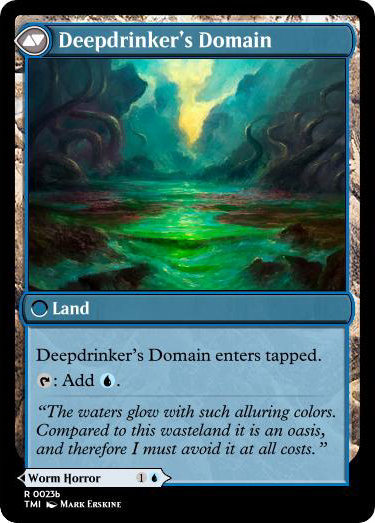 Deepdrinker's Domain
Land
Deepdrinker's Domain enters tapped.
: Add .
“The waters glow with such alluring colors.
Compared to this wasteland it is an oasis,
and therefore I must avoid it at all costs.”
Worm Horror 1
R 0023b
TMI Mark Erskine